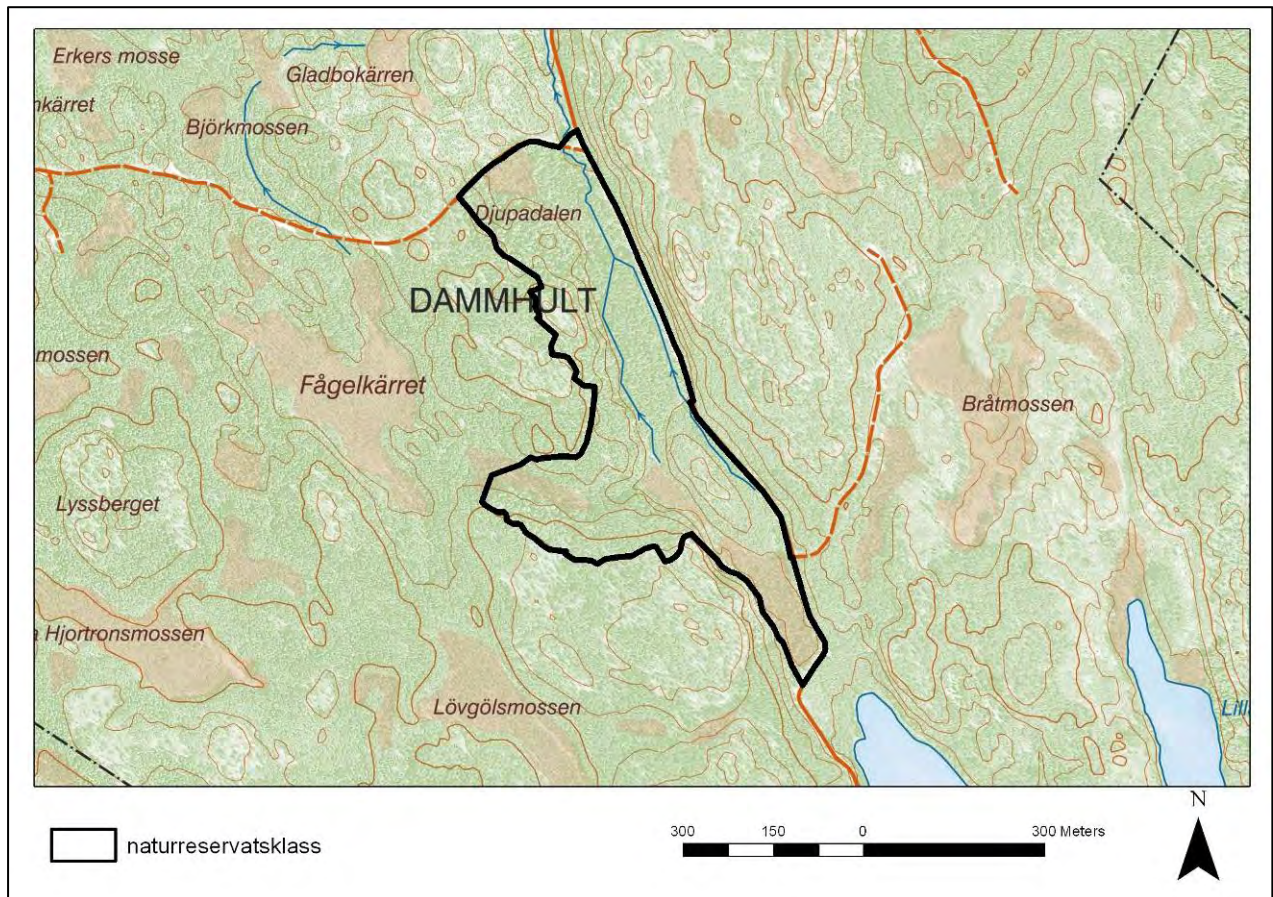 Erkers mosse
Gladbokärren
nkärret
Björkmossen
Djupadalen
DAMMHULT
mossen
Fågelkärret
Bråtmossen
Lyssberget
a Hjortronsmossen
Lövgölsmossen
Lill
naturreservatsklass
300 150 0 300 Meters
N